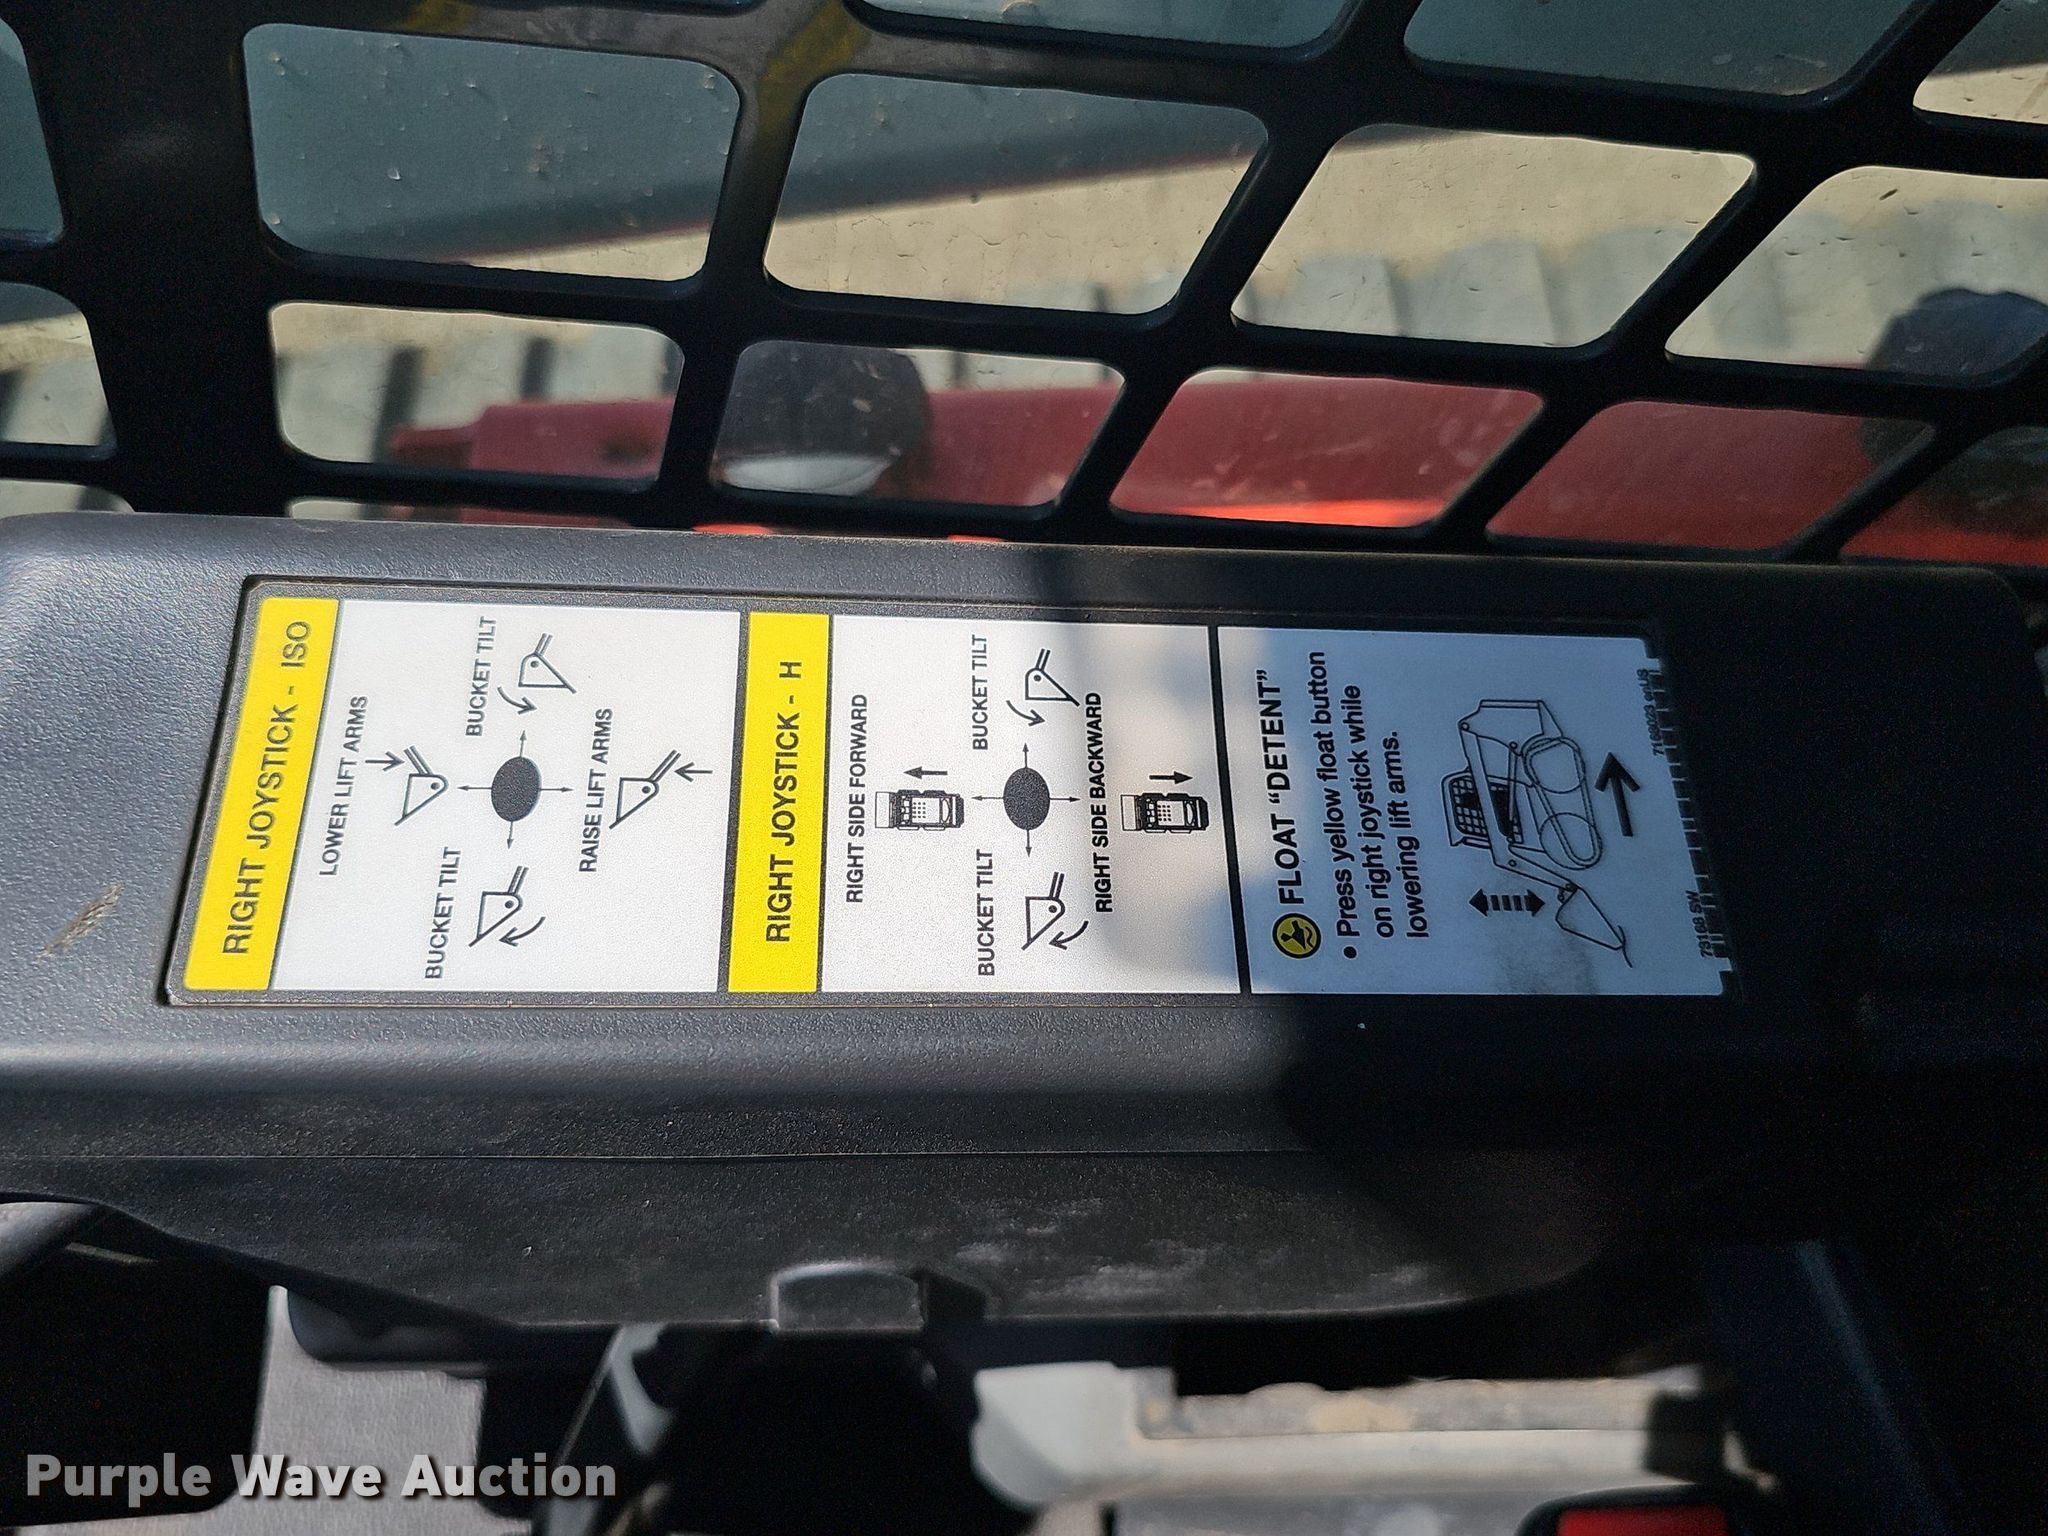 RIGHT JOYSTICK - ISO
LOWER LIFT ARMS
BUCKET TILT
BUCKET TILT
RAISE LIFT ARMS
RIGHT JOYSTICK - H
RIGHT SIDE FORWARD
BUCKET TILT
BUCKET TILT
RIGHT SIDE BACKWARD
FLOAT “DETENT”
• Press yellow float button
on right joystick while
lowering lift arms.
Purple Wave Auction